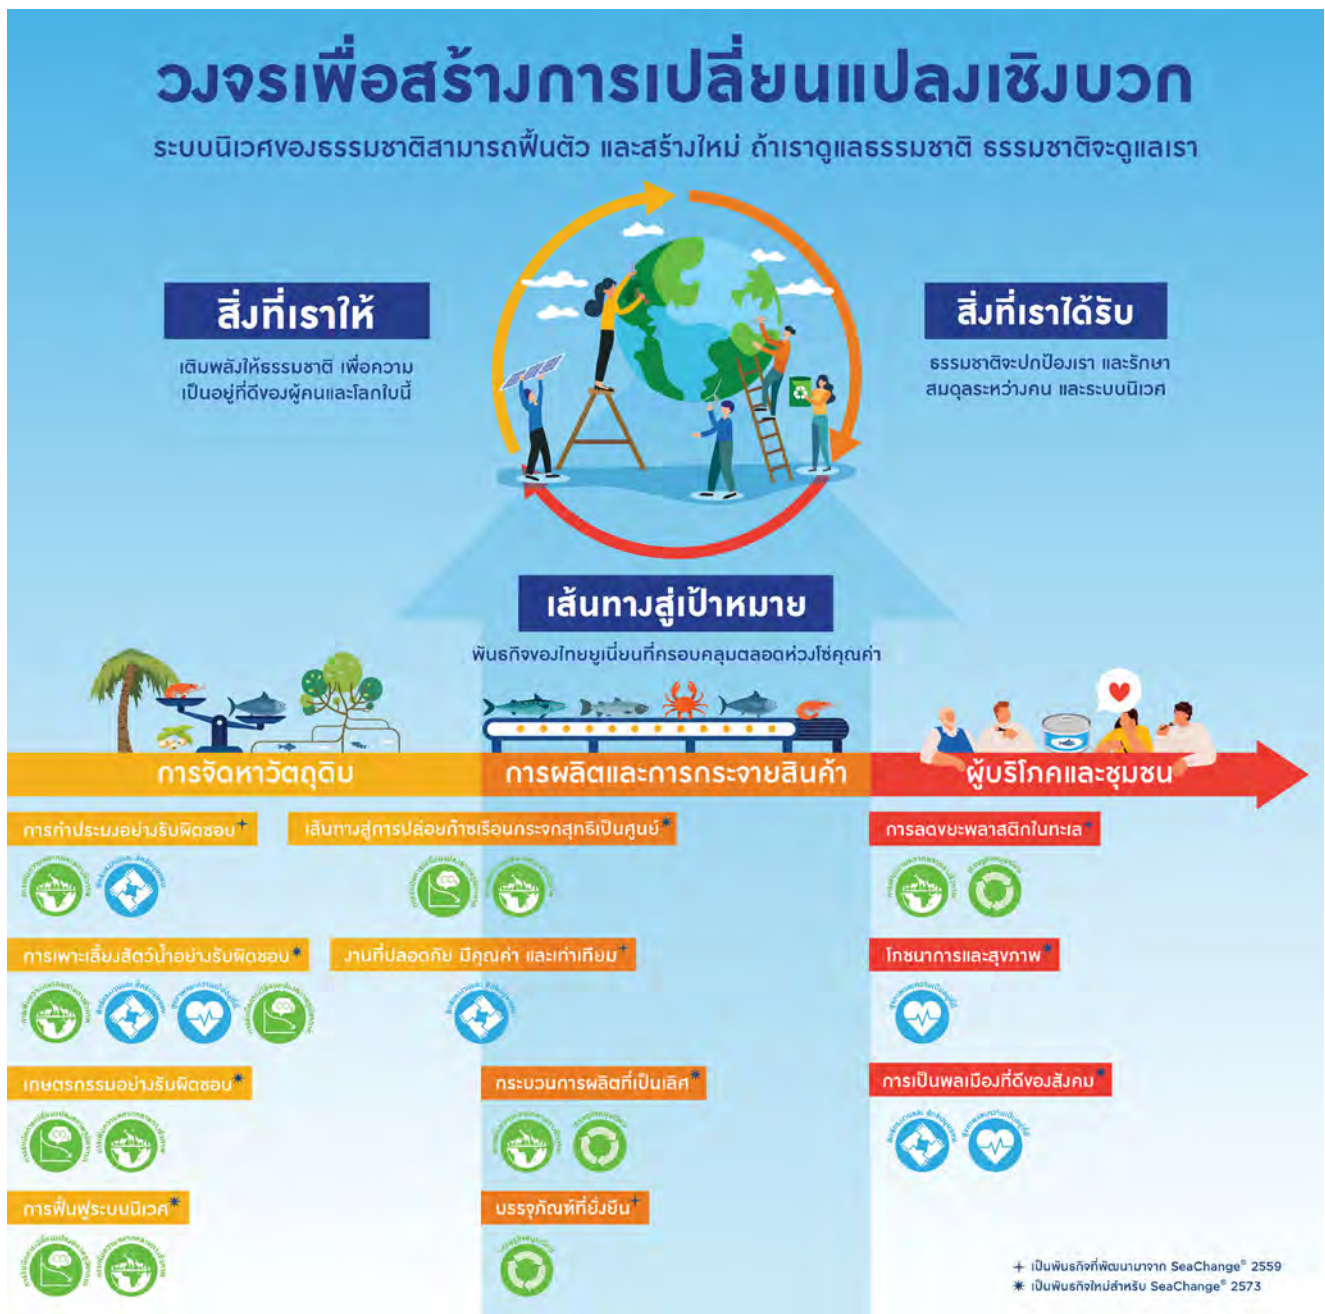 วงจรเพื่อสร้างการเปลี่ยนแปลงเชิงบวก
ระบบนิเวศของธรรมชาติสามารถฟื้นตัว และสร้างใหม่ ถ้าเราดูแลธรรมชาติ ธรรมชาติจะดูแลเรา
สิ่งที่เราให้
เติมพลังให้ธรรมชาติ เพื่อความ
เป็นอยู่ที่ดีของผู้คนและโลกใบนี้
สิ่งที่เราได้รับ
ธรรมชาติจะปกป้องเรา และรักษา
สมดุลระหว่างคน และระบบนิเวศ
เส้นทางสู่เป้าหมาย
พันธกิจของไทยยูเนี่ยนที่ครอบคลุมตลอดห่วงโซ่คุณค่า
การจัดหาวัตถุดิบ
การผลิตและการกระจายสินค้า
ผู้บริโภคและชุมชน
การทำประมงอย่างรับผิดชอบ+
เส้นทางสู่การปล่อยก๊าซเรือนกระจกสุทธิเป็นศูนย์*
การลดขยะพลาสติกในทะเล*
CO₂
การเพาะเลี้ยงสัตว์น้ำอย่างรับผิดชอบ*
งานที่ปลอดภัย มีคุณค่า และเท่าเทียม+
โภชนาการและสุขภาพ*
CO₂
เกษตรกรรมอย่างรับผิดชอบ*
กระบวนการผลิตที่เป็นเลิศ*
การเป็นพลเมืองที่ดีของสังคม*
CO₂
การฟื้นฟูระบบนิเวศ*
บรรจุภัณฑ์ที่ยั่งยืน+
CO₂
+ เป็นพันธกิจที่พัฒนามาจาก SeaChange® 2559
* เป็นพันธกิจใหม่สำหรับ SeaChange® 2573